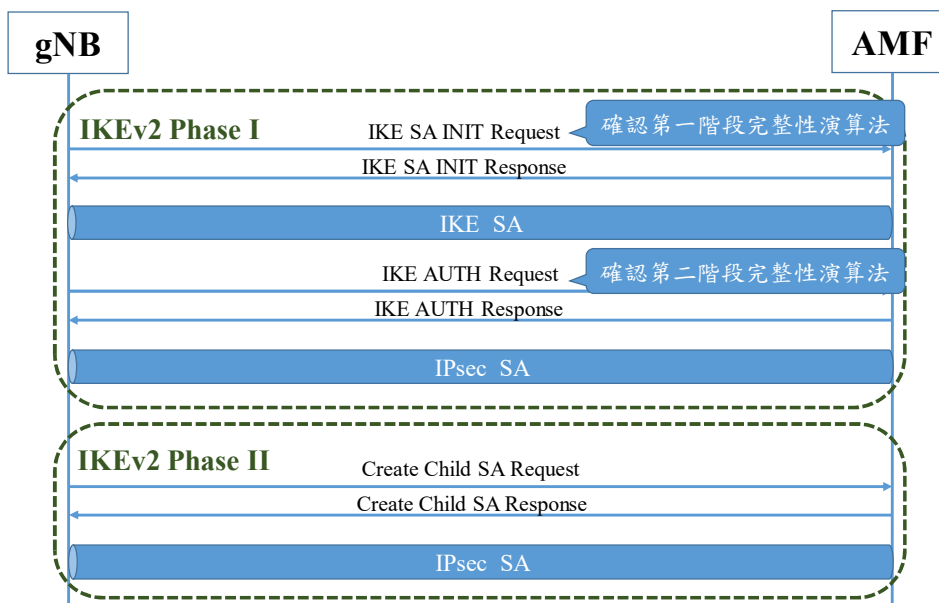 gNB
AMF
IKEv2 Phase I
IKE SA INIT Request
確認第一階段完整性演算法
IKE SA INIT Response
IKE SA
IKE AUTH Request
確認第二階段完整性演算法
IKE AUTH Response
IPsec SA
IKEv2 Phase II
Create Child SA Request
Create Child SA Response
IPsec SA